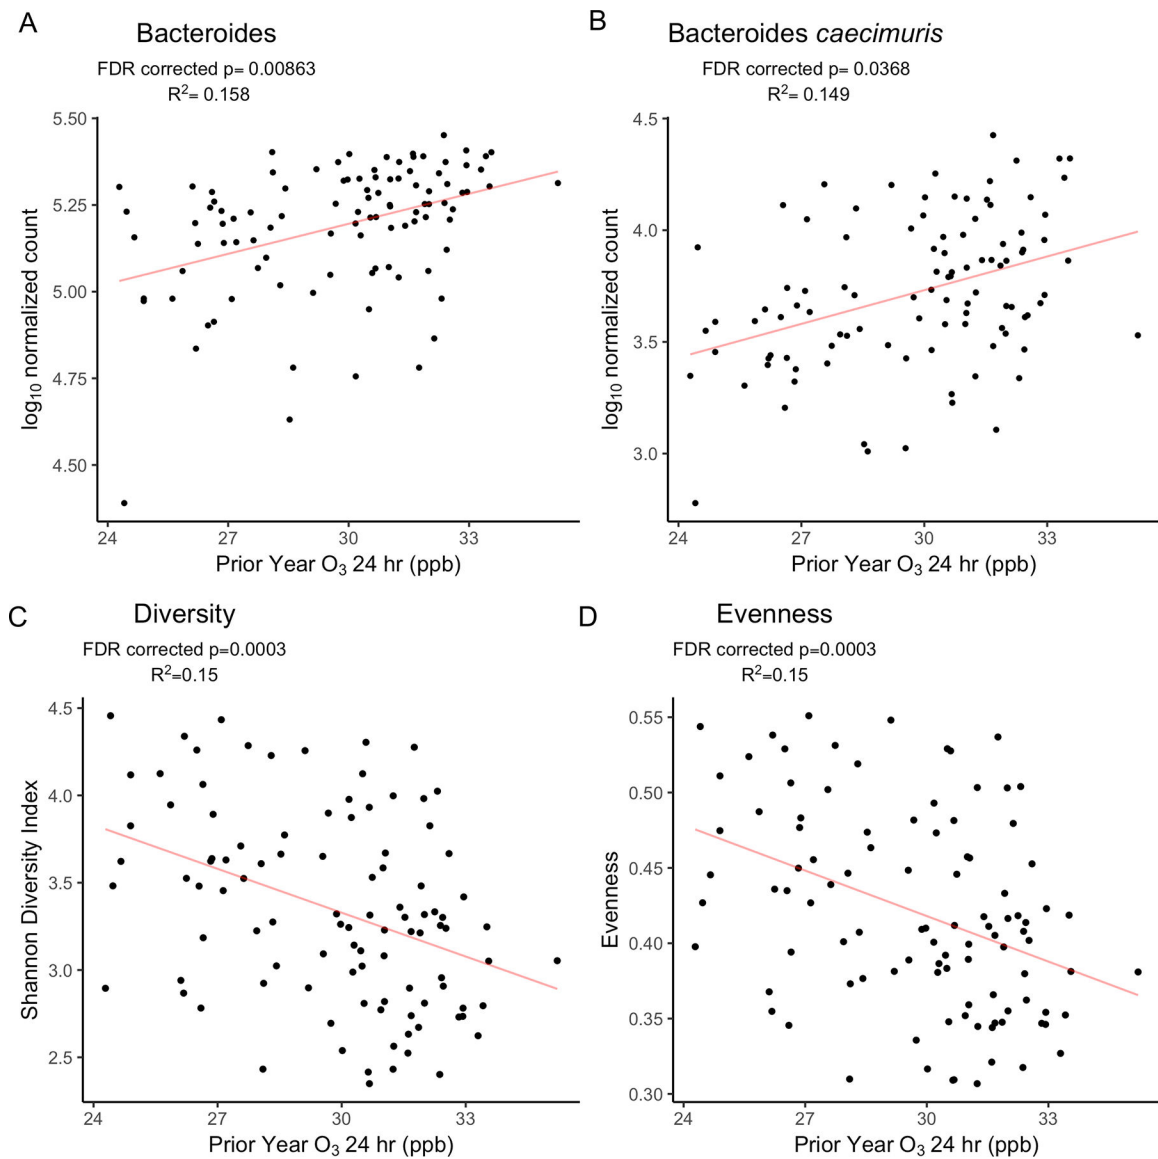 A
Bacteroides
FDR corrected p= 0.00863
R²= 0.158
5.50
5.25
5.00
4.75
4.50
log₁₀ normalized count
24 27 30 33
Prior Year O₃ 24 hr (ppb)
B
Bacteroides caecimuris
FDR corrected p= 0.0368
R²= 0.149
4.5
4.0
3.5
3.0
log₁₀ normalized count
24 27 30 33
Prior Year O₃ 24 hr (ppb)
C
Diversity
FDR corrected p=0.0003
R²=0.15
4.5
4.0
3.5
3.0
2.5
Shannon Diversity Index
24 27 30 33
Prior Year O₃ 24 hr (ppb)
D
Evenness
FDR corrected p=0.0003
R²=0.15
0.55
0.50
0.45
0.40
0.35
0.30
Evenness
24 27 30 33
Prior Year O₃ 24 hr (ppb)